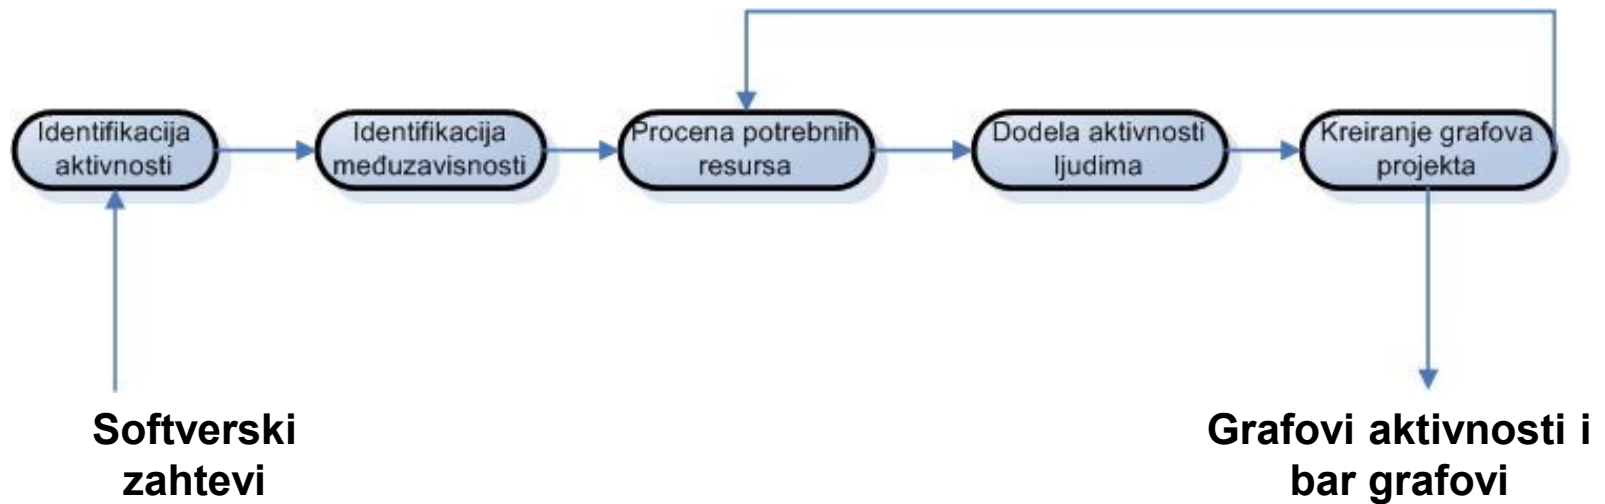 Identifikacija
aktivnosti
Identifikacija
međuzavisnosti
Procena potrebnih
resursa
Dodela aktivnosti
ljudima
Kreiranje grafova
projekta
Softverski
zahtevi
Grafovi aktivnosti i
bar grafovi